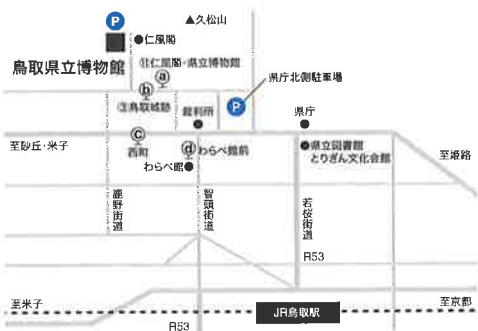 P
▲久松山
●仁風閣
鳥取県立博物館
⑪仁風閣・県立博物館
ⓐ
県庁北側駐車場
ⓑ
③鳥取城跡
P
裁判所
県庁
至砂丘・米子
ⓒ
西町
ⓓ
わらべ館前
わらべ館
県立図書館
とりぎん文化会館
至姫路
鹿野街道
智頭街道
若桜街道
R53
至米子
JR鳥取駅
至京都
R53